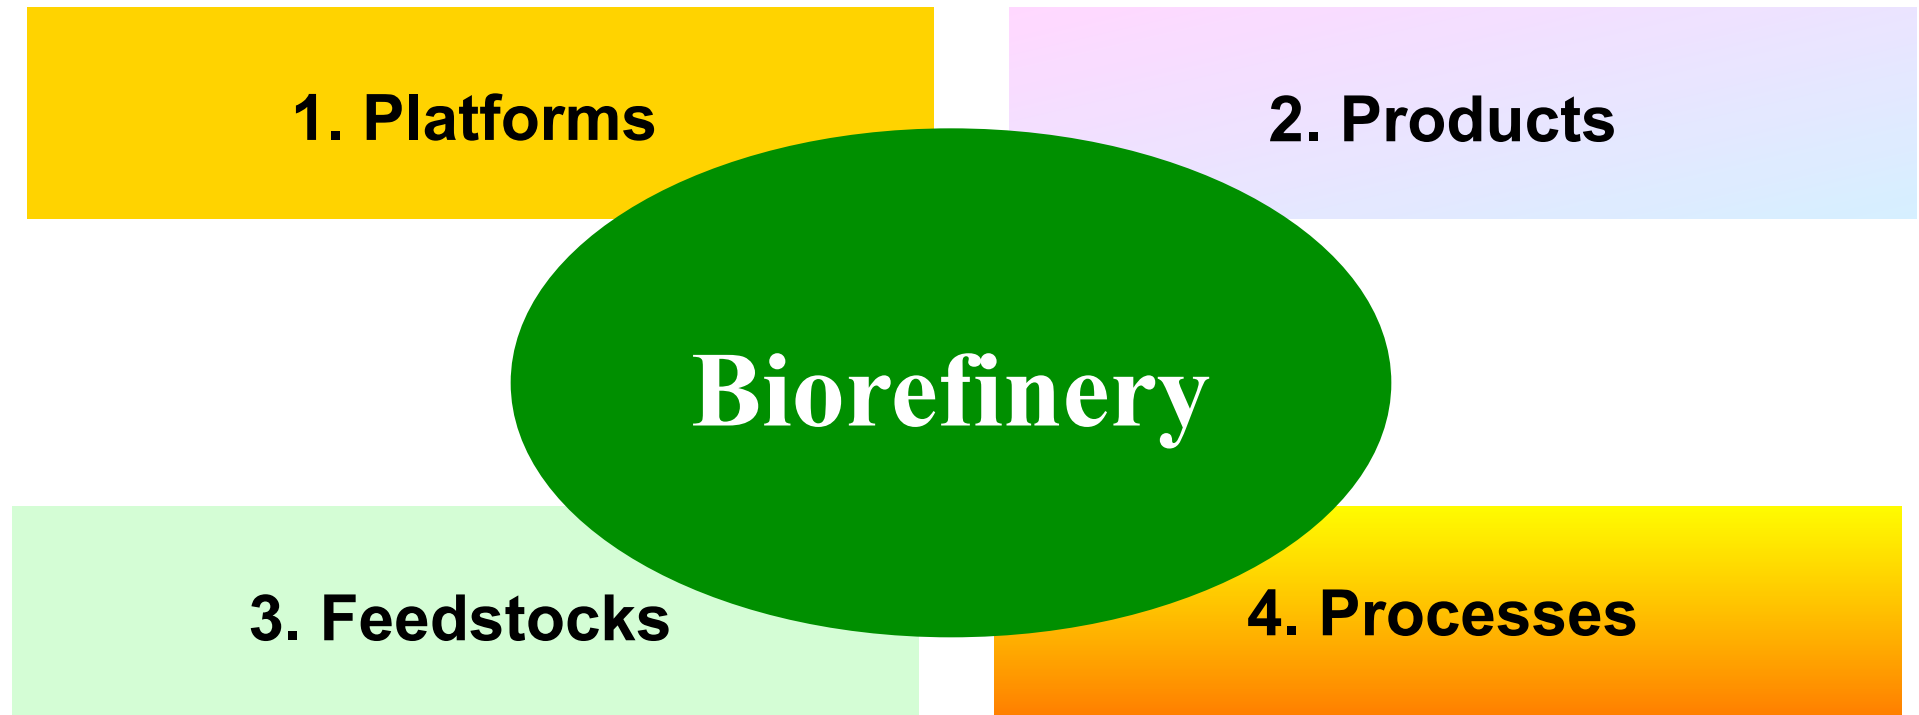 1. Platforms
2. Products
Biorefinery
3. Feedstocks
4. Processes